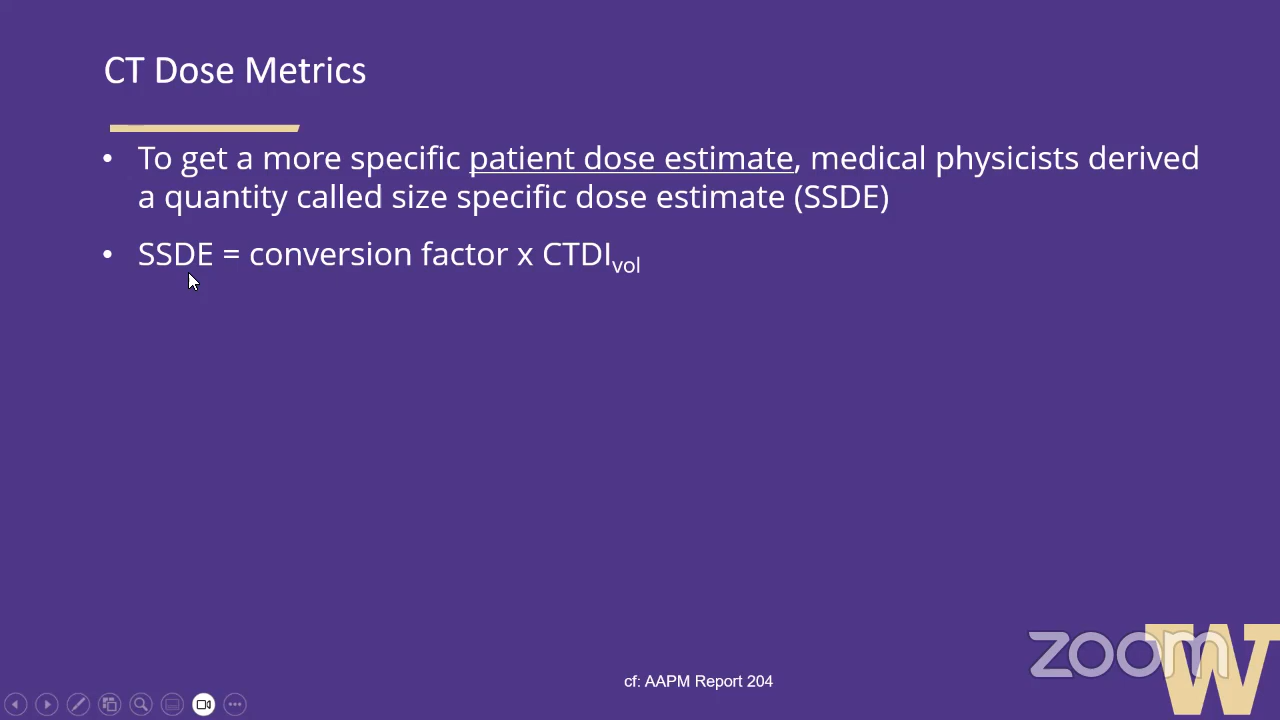 CT Dose Metrics
• To get a more specific patient dose estimate, medical physicists derived
a quantity called size specific dose estimate (SSDE)
• SSDE = conversion factor x CTDIvol
zoom
W
cf: AAPM Report 204